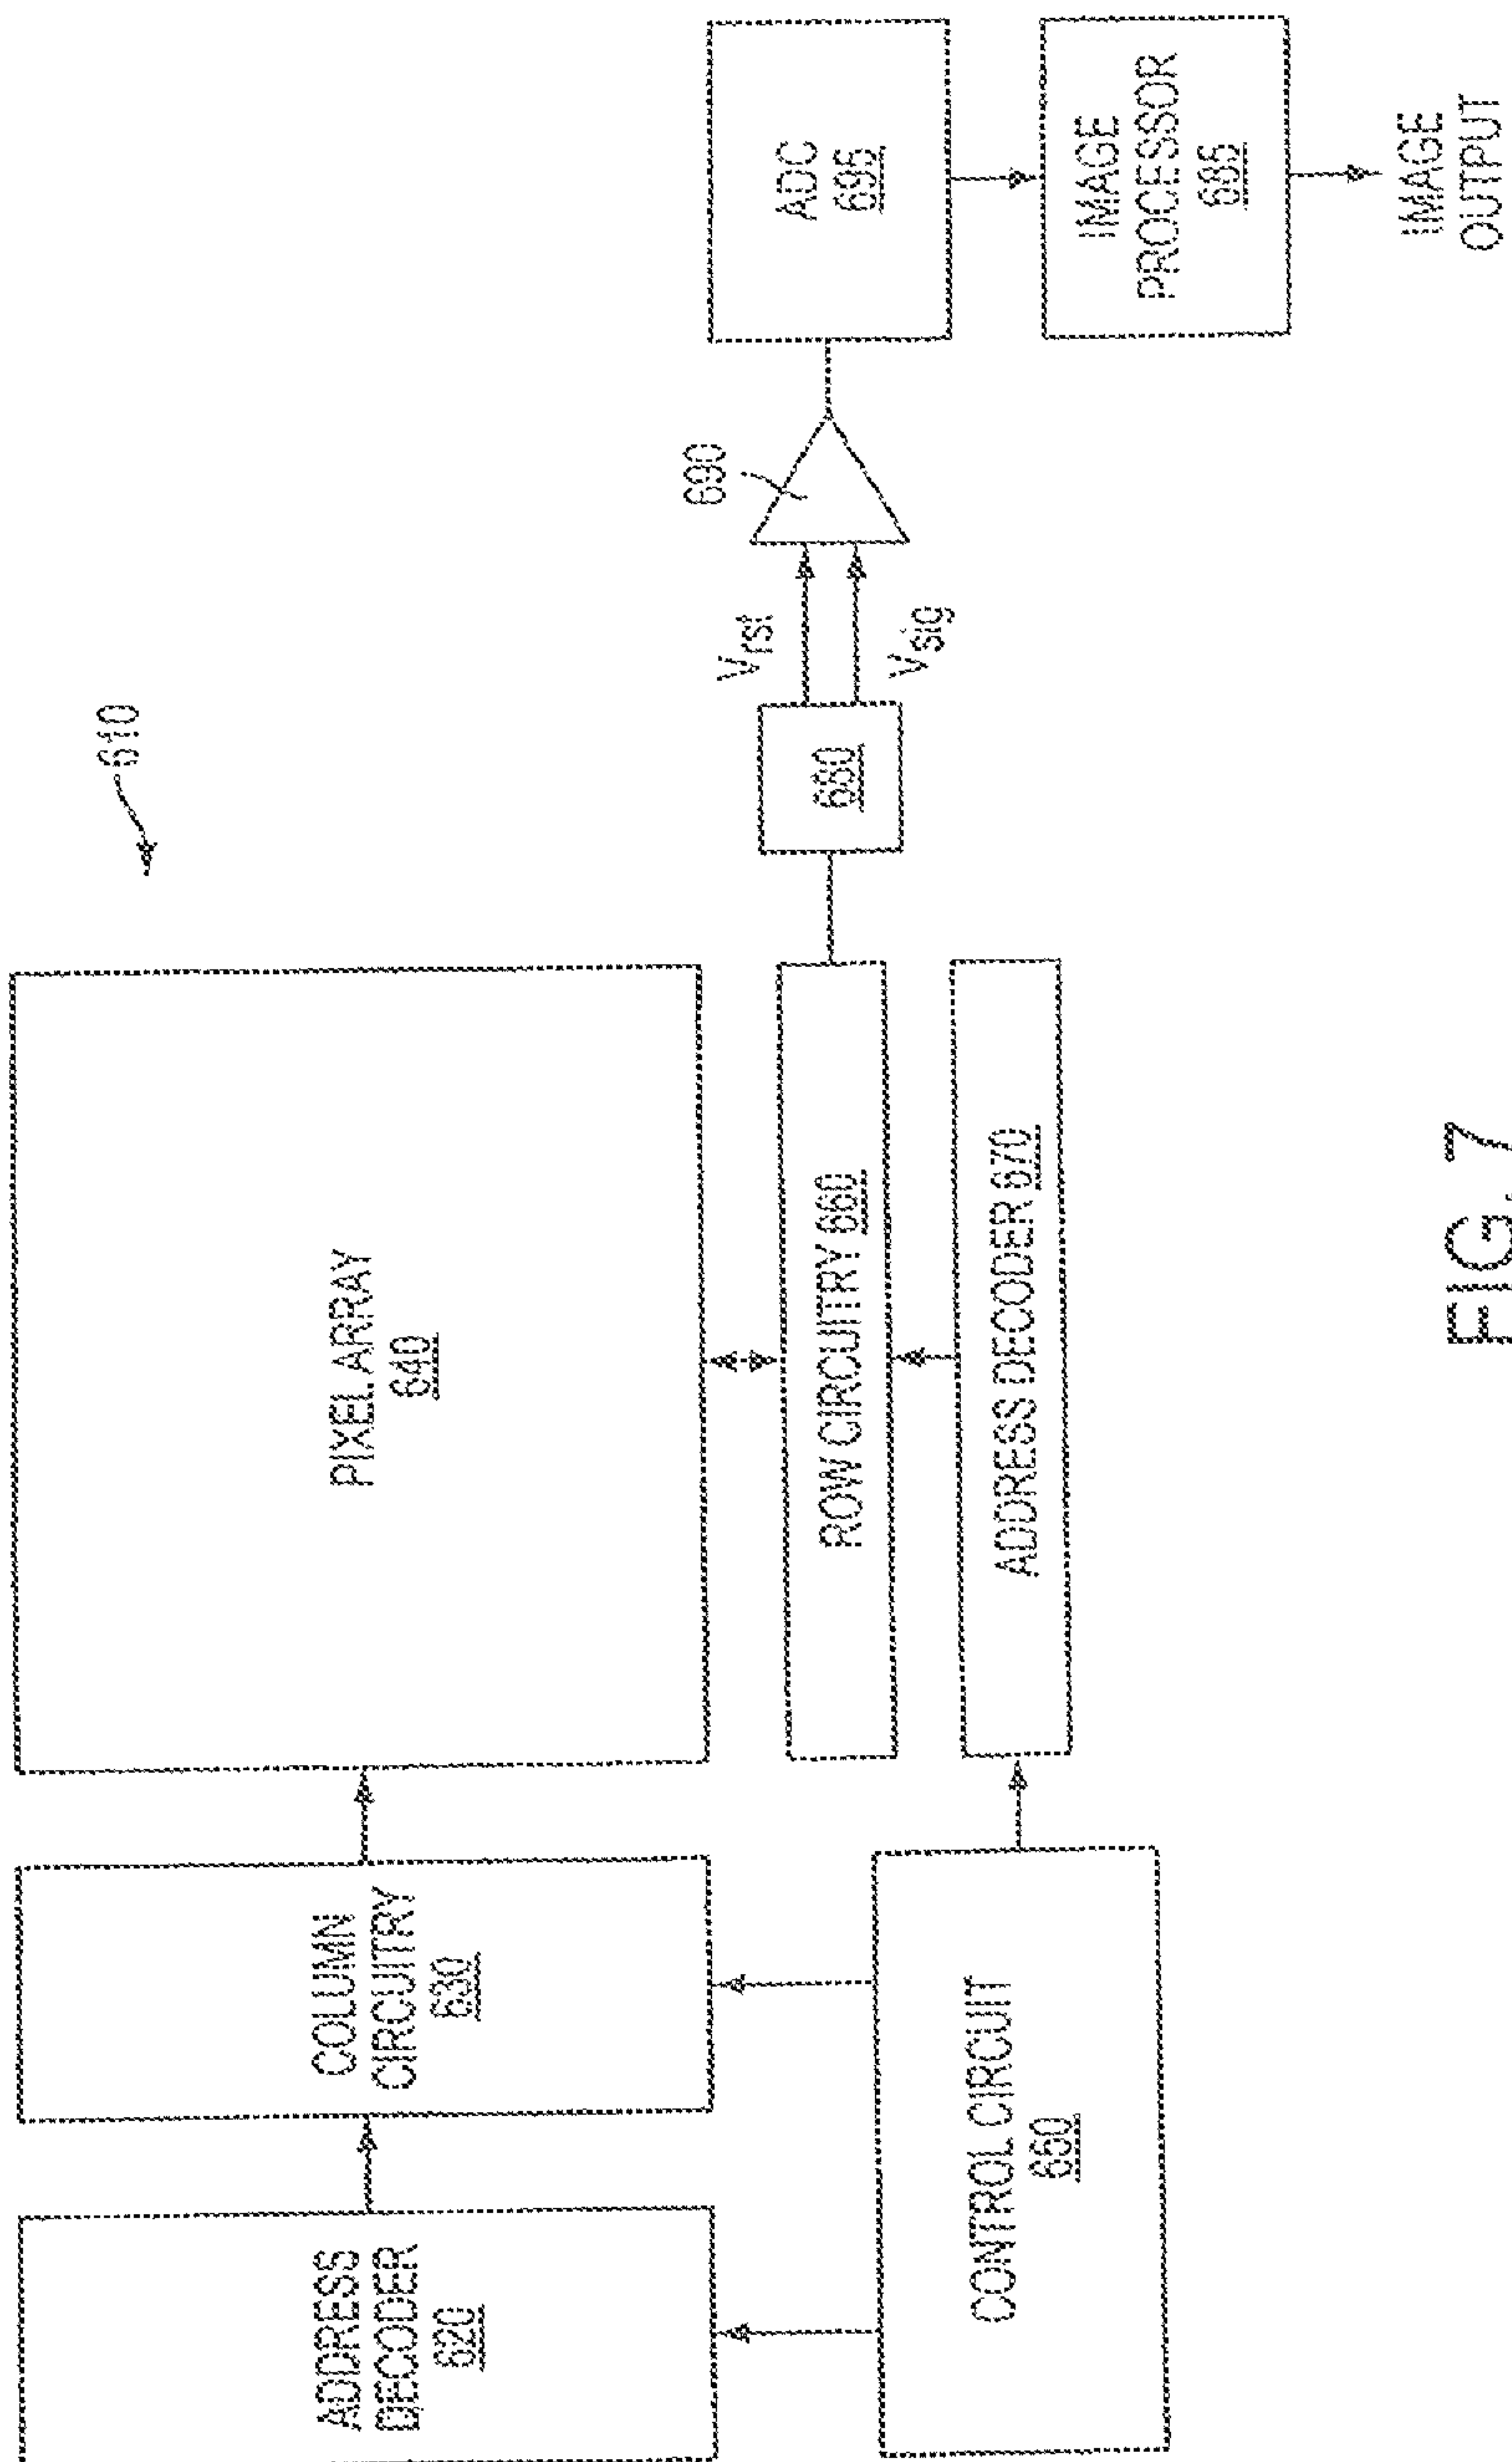 610
ADDRESS
DECODER
620
COLUMN
CIRCUITRY
630
PIXEL ARRAY
640
CONTROL CIRCUIT
650
ROW CIRCUITRY 660
ADDRESS DECODER 670
680
Vrst
Vsig
690
ADC
695
IMAGE
PROCESSOR
685
IMAGE
OUTPUT
FIG. 7